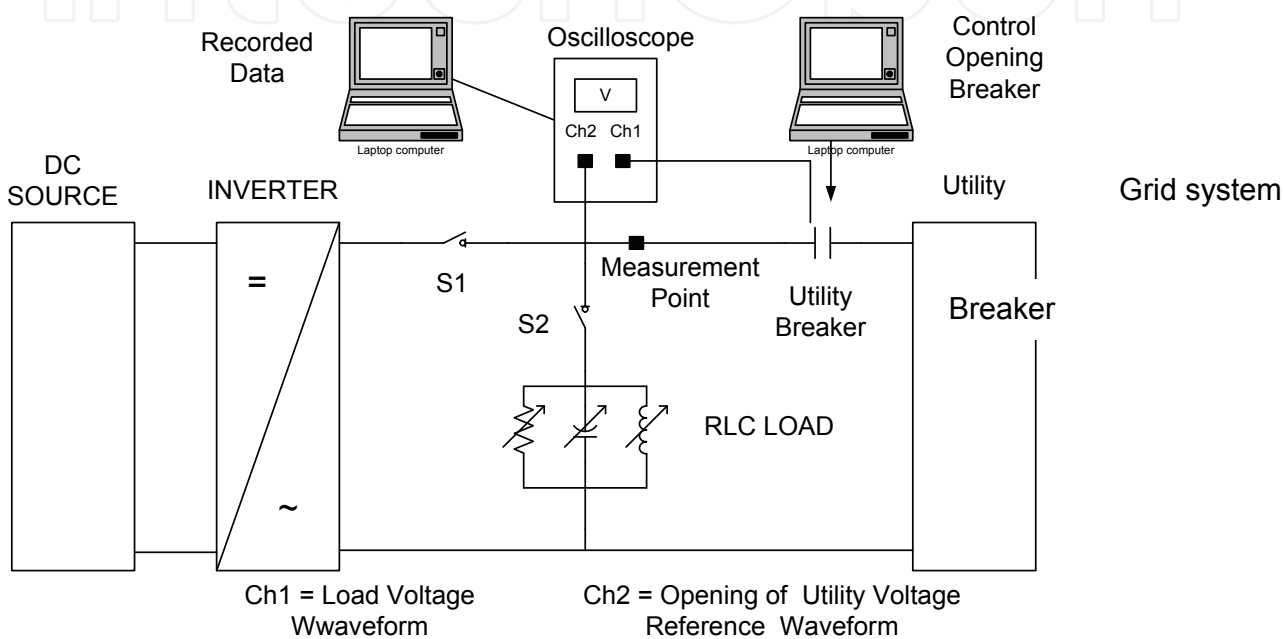 Recorded
Data
Oscilloscope
Control
Opening
Breaker
V
Ch2 Ch1
Laptop computer
Laptop computer
DC
SOURCE
INVERTER
Utility
Grid system
=
~
S1
Measurement
Point
Utility
Breaker
Breaker
S2
RLC LOAD
Ch1 = Load Voltage
Wwaveform
Ch2 = Opening of Utility Voltage
Reference Waveform